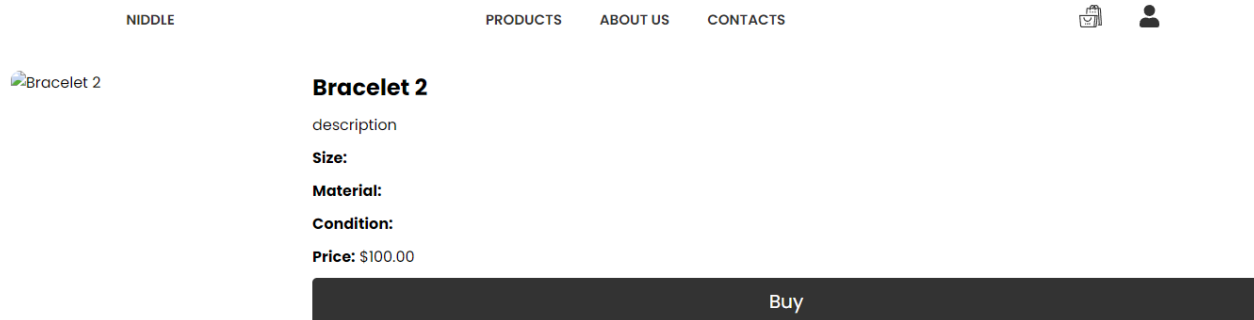 NIDDLE PRODUCTS ABOUT US CONTACTS
Bracelet 2
Bracelet 2
description
Size:
Material:
Condition:
Price: $100.00
Buy